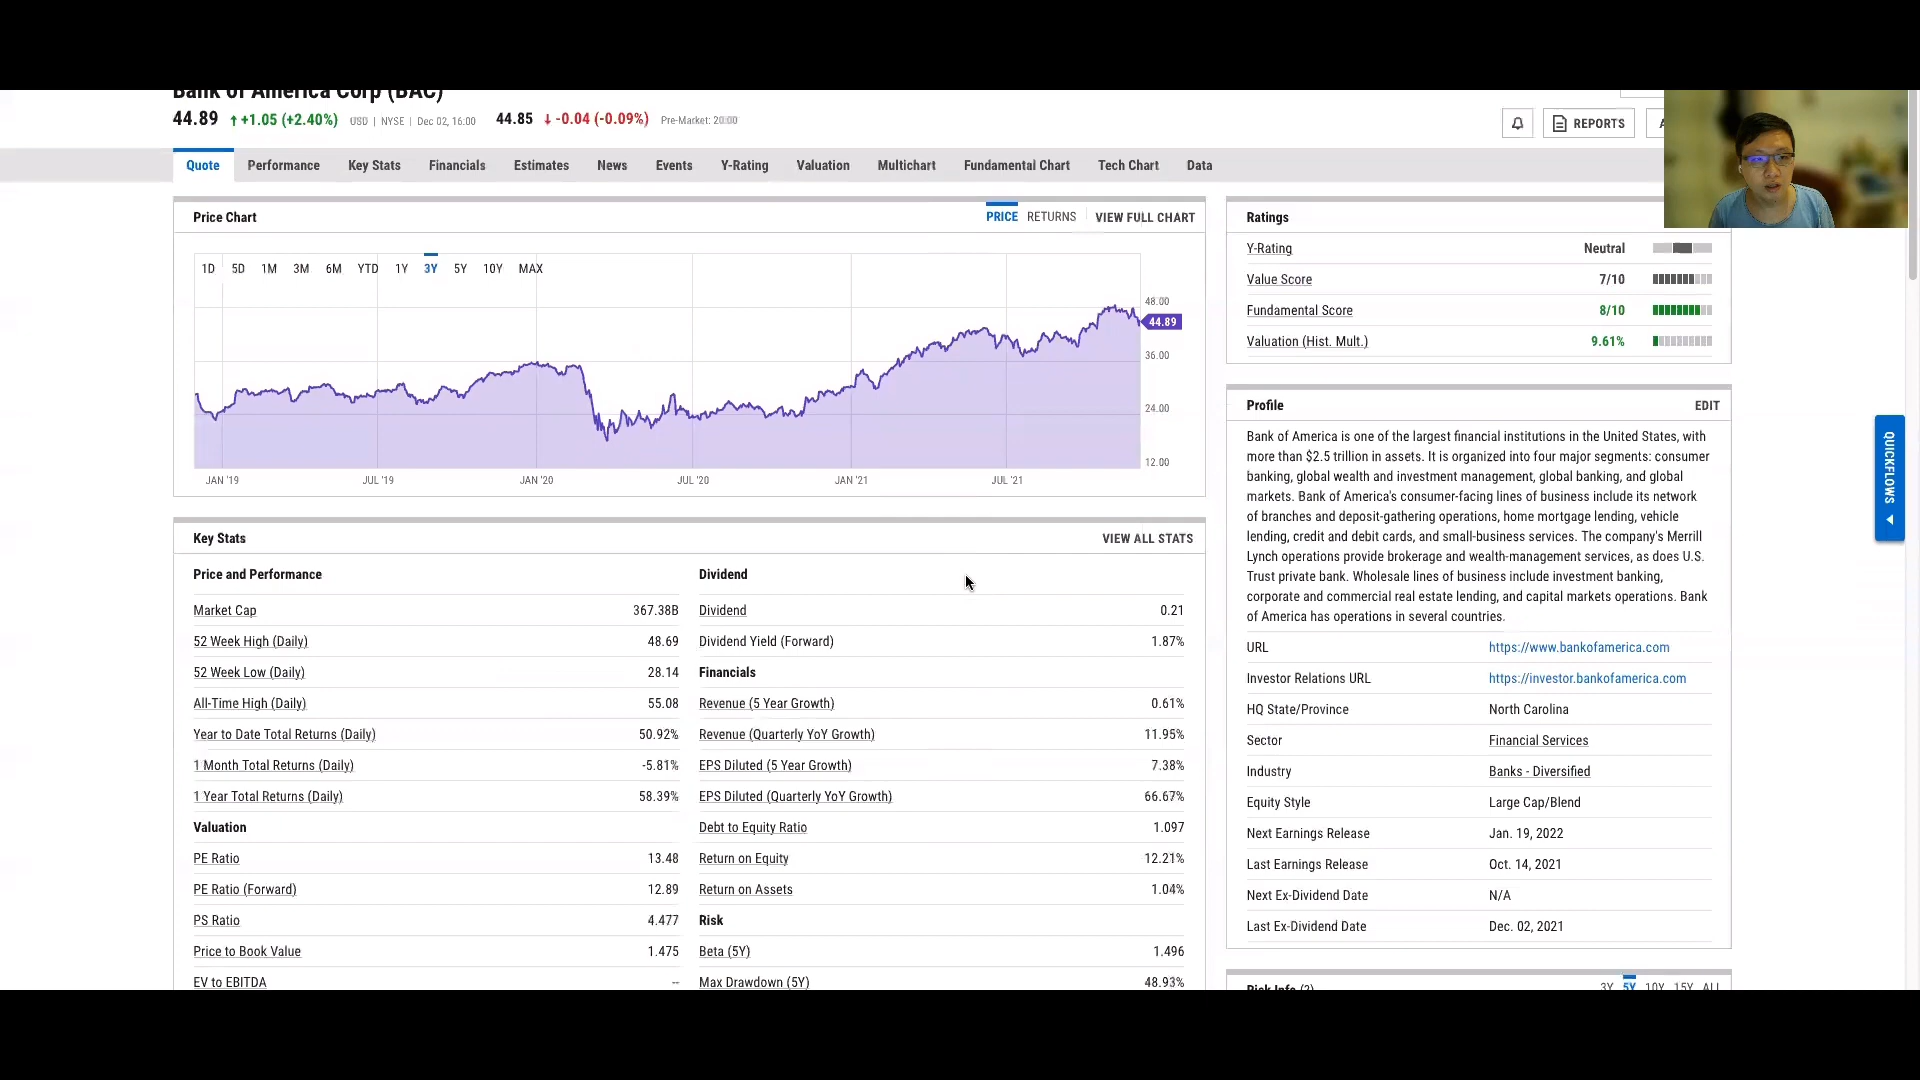 Bank of America Corp (BAC)
44.89 +1.05 (+2.40%) USD | NYSE | Dec 02, 16:00 44.85 -0.04 (-0.09%) Pre-Market: 20:00
REPORTS
Quote Performance Key Stats Financials Estimates News Events Y-Rating Valuation Multichart Fundamental Chart Tech Chart Data
Price Chart PRICE RETURNS VIEW FULL CHART
1D 5D 1M 3M 6M YTD 1Y 3Y 5Y 10Y MAX
48.00
44.89
36.00
24.00
12.00
JAN '19 JUL '19 JAN '20 JUL '20 JAN '21 JUL '21
Key Stats VIEW ALL STATS
Price and Performance
Market Cap 367.38B
52 Week High (Daily) 48.69
52 Week Low (Daily) 28.14
All-Time High (Daily) 55.08
Year to Date Total Returns (Daily) 50.92%
1 Month Total Returns (Daily) -5.81%
1 Year Total Returns (Daily) 58.39%
Valuation
PE Ratio 13.48
PE Ratio (Forward) 12.89
PS Ratio 4.477
Price to Book Value 1.475
EV to EBITDA --
Dividend
Dividend 0.21
Dividend Yield (Forward) 1.87%
Financials
Revenue (5 Year Growth) 0.61%
Revenue (Quarterly YoY Growth) 11.95%
EPS Diluted (5 Year Growth) 7.38%
EPS Diluted (Quarterly YoY Growth) 66.67%
Debt to Equity Ratio 1.097
Return on Equity 12.21%
Return on Assets 1.04%
Risk
Beta (5Y) 1.496
Max Drawdown (5Y) 48.93%
Ratings
Y-Rating Neutral
Value Score 7/10
Fundamental Score 8/10
Valuation (Hist. Mult.) 9.61%
Profile EDIT
Bank of America is one of the largest financial institutions in the United States, with
more than $2.5 trillion in assets. It is organized into four major segments: consumer
banking, global wealth and investment management, global banking, and global
markets. Bank of America's consumer-facing lines of business include its network
of branches and deposit-gathering operations, home mortgage lending, vehicle
lending, credit and debit cards, and small-business services. The company's Merrill
Lynch operations provide brokerage and wealth-management services, as does U.S.
Trust private bank. Wholesale lines of business include investment banking,
corporate and commercial real estate lending, and capital markets operations. Bank
of America has operations in several countries.
URL https://www.bankofamerica.com
Investor Relations URL https://investor.bankofamerica.com
HQ State/Province North Carolina
Sector Financial Services
Industry Banks - Diversified
Equity Style Large Cap/Blend
Next Earnings Release Jan. 19, 2022
Last Earnings Release Oct. 14, 2021
Next Ex-Dividend Date N/A
Last Ex-Dividend Date Dec. 02, 2021
Risk Info (?) 3Y 5Y 10Y 15Y ALL
QUICKFLOWS